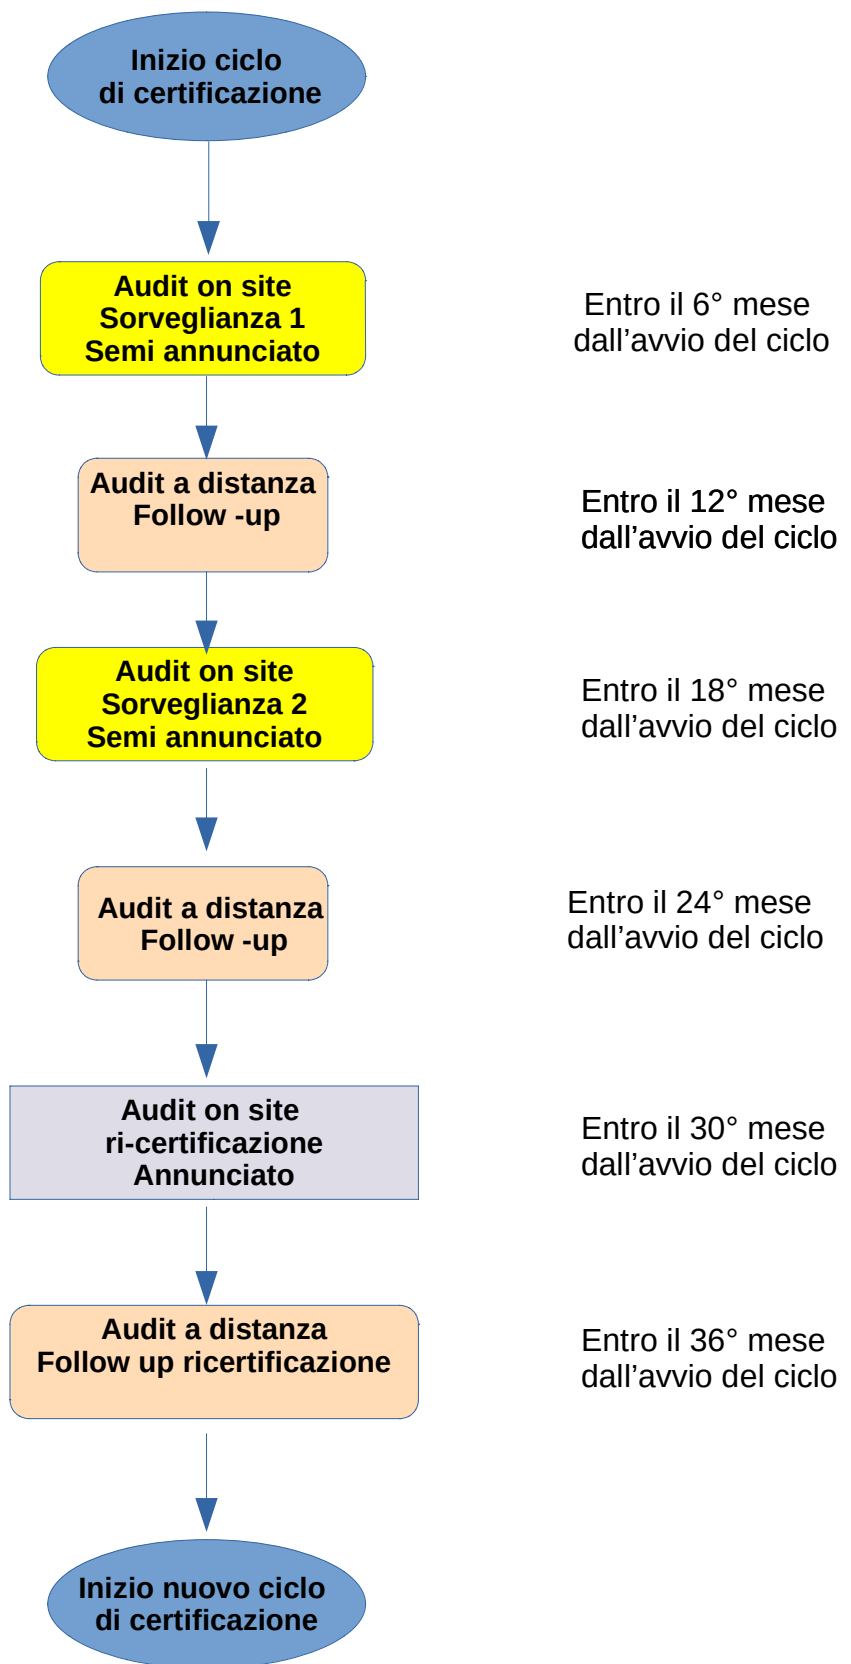 Inizio ciclo
di certificazione
Audit on site
Sorveglianza 1
Semi annunciato
Entro il 6° mese
dall’avvio del ciclo
Audit a distanza
Follow -up
Entro il 12° mese
dall’avvio del ciclo
Audit on site
Sorveglianza 2
Semi annunciato
Entro il 18° mese
dall’avvio del ciclo
Audit a distanza
Follow -up
Entro il 24° mese
dall’avvio del ciclo
Audit on site
ri-certificazione
Annunciato
Entro il 30° mese
dall’avvio del ciclo
Audit a distanza
Follow up ricertificazione
Entro il 36° mese
dall’avvio del ciclo
Inizio nuovo ciclo
di certificazione